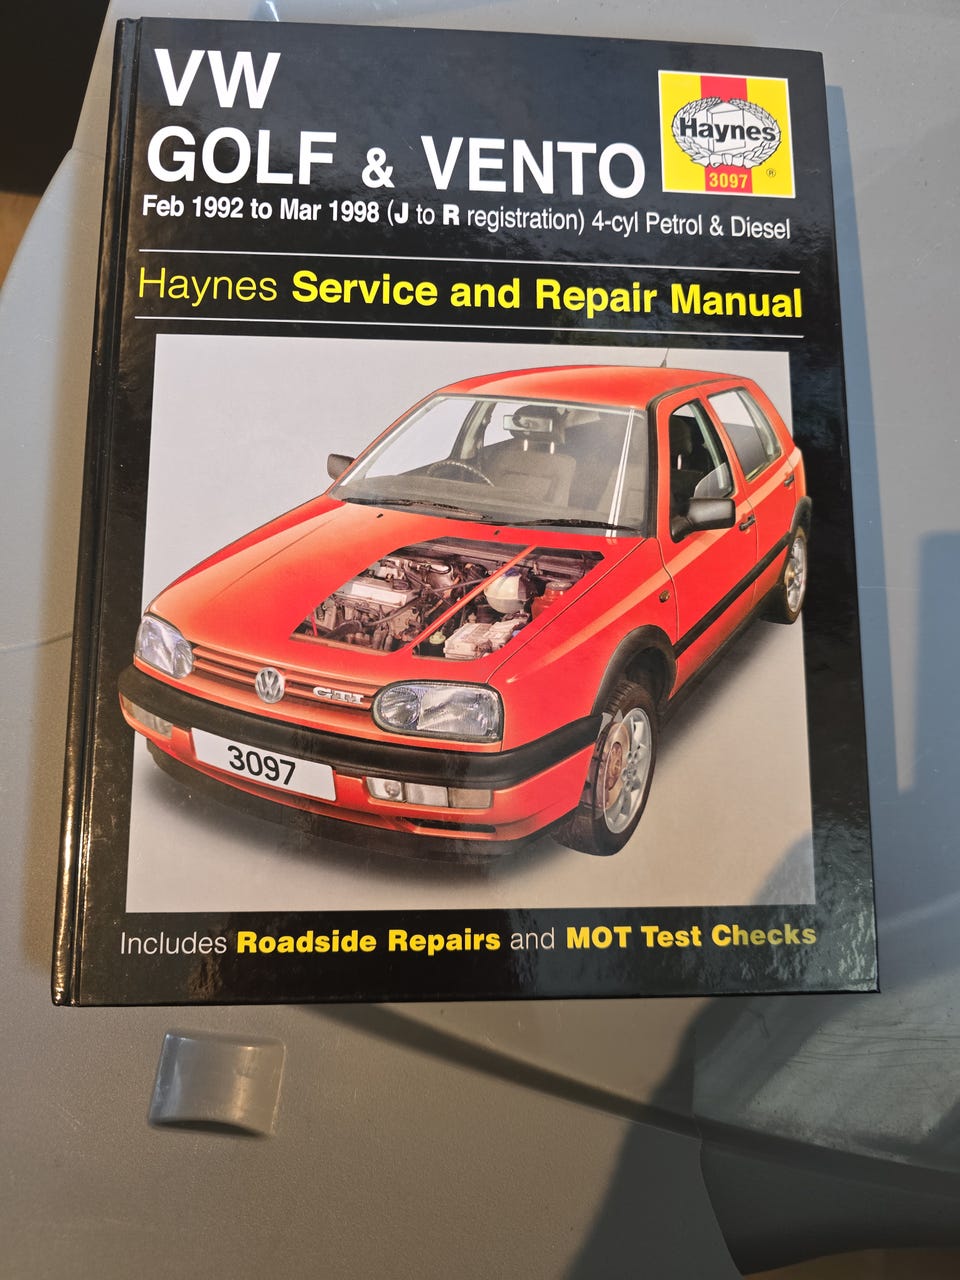 VW
GOLF & VENTO
Haynes
3097
®
Feb 1992 to Mar 1998 (J to R registration) 4-cyl Petrol & Diesel
Haynes Service and Repair Manual
GTI
3097
Includes Roadside Repairs and MOT Test Checks